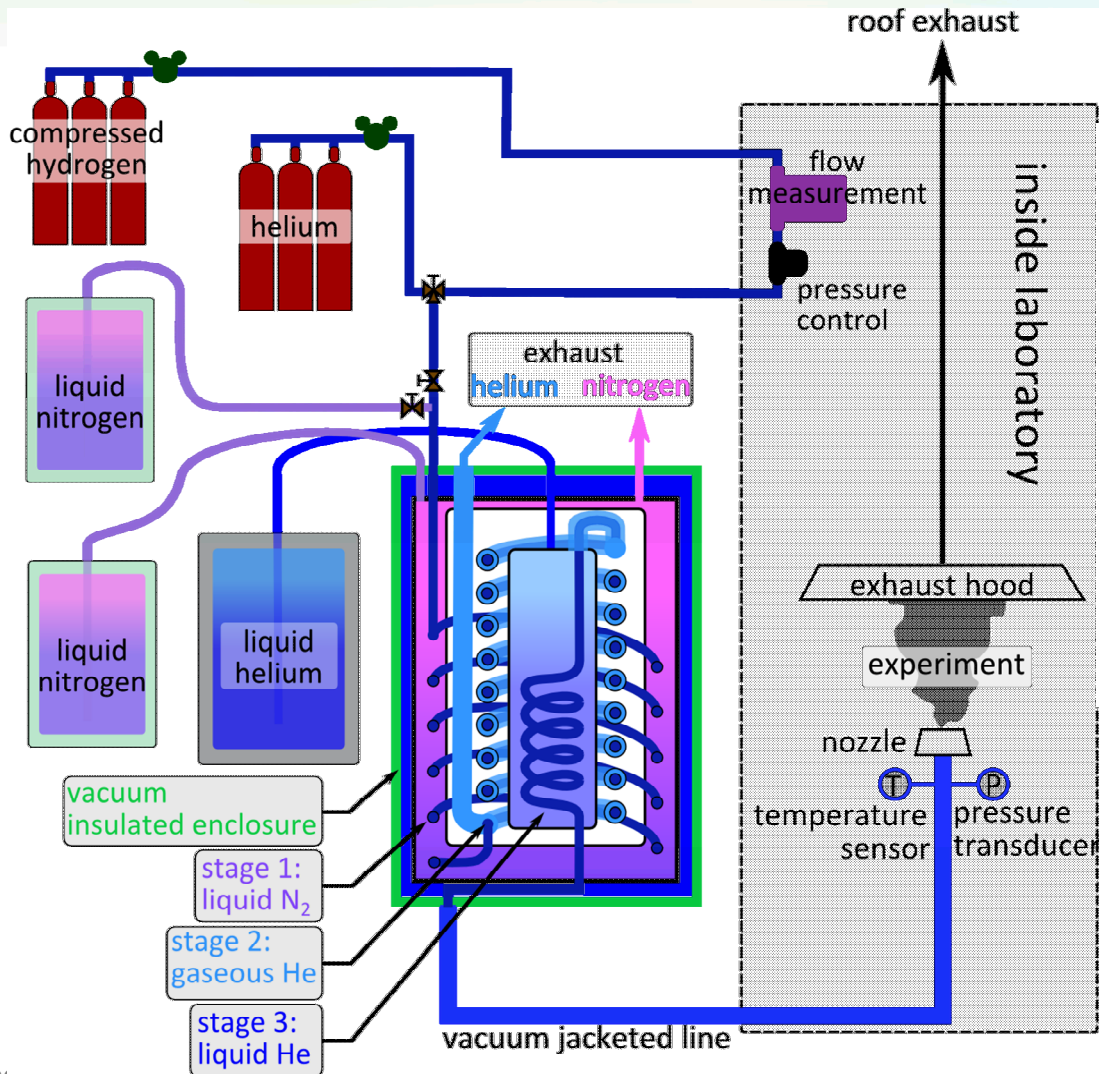 roof exhaust
compressed
hydrogen
helium
flow
measurement
pressure
control
inside laboratory
exhaust
helium nitrogen
liquid
nitrogen
liquid
nitrogen
liquid
helium
exhaust hood
experiment
nozzle
T
P
temperature
sensor
pressure
transducer
vacuum
insulated enclosure
stage 1:
liquid N₂
stage 2:
gaseous He
stage 3:
liquid He
vacuum jacketed line